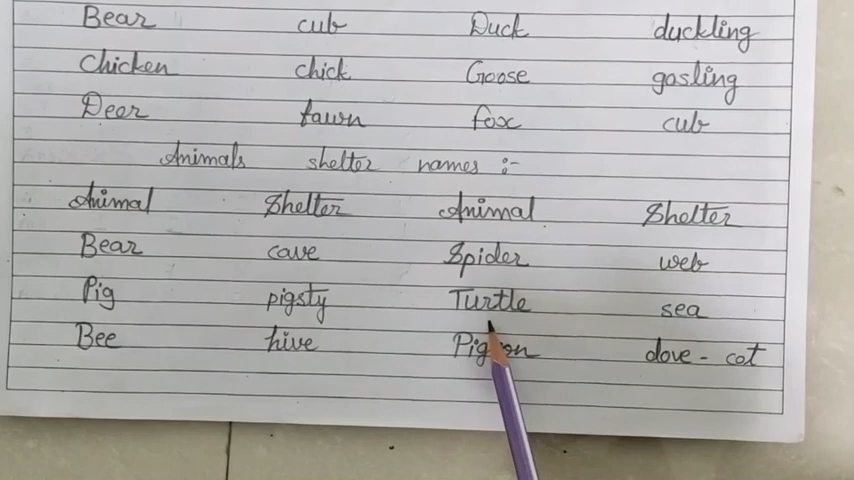 Bear cub Duck duckling
Chicken chick Goose gosling
Deer fawn fox cub
Animals shelter names :-
Animal Shelter Animal Shelter
Bear cave Spider web
Pig pigsty Turtle sea
Bee hive Pigeon dove - cot